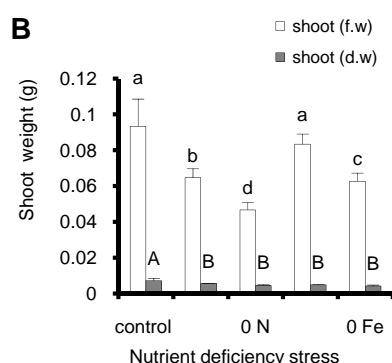 B
shoot (f.w)
shoot (d.w)
Shoot weight (g)
0.12
0.1
0.08
0.06
0.04
0.02
0
a
b
d
a
c
A
B
B
B
B
control
0 N
0 Fe
Nutrient deficiency stress